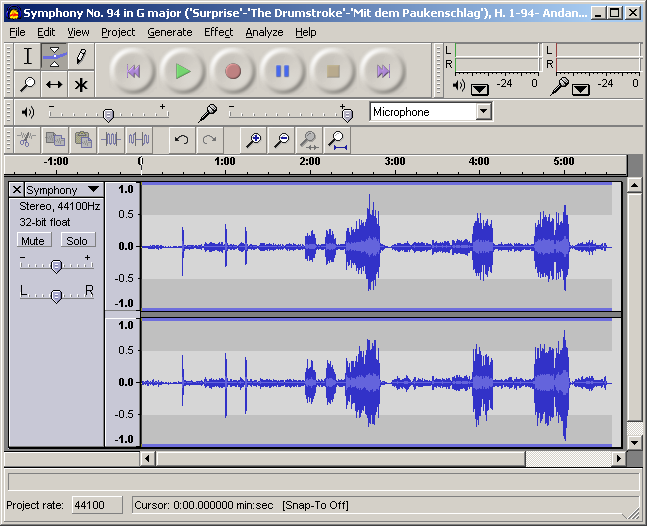 Symphony No. 94 in G major ('Surprise'-'The Drumstroke'-'Mit dem Paukenschlag'), H. 1-94- Andan...
File Edit View Project Generate Effect Analyze Help
L
R
-24 0
L
R
-24 0
- + - + Microphone
-1:00 0 1:00 2:00 3:00 4:00 5:00
Symphony
Stereo, 44100Hz
32-bit float
Mute Solo
- +
L R
1.0
0.5
0.0
-0.5
-1.0
1.0
0.5
0.0
-0.5
-1.0
Project rate: 44100 Cursor: 0:00.000000 min:sec [Snap-To Off]